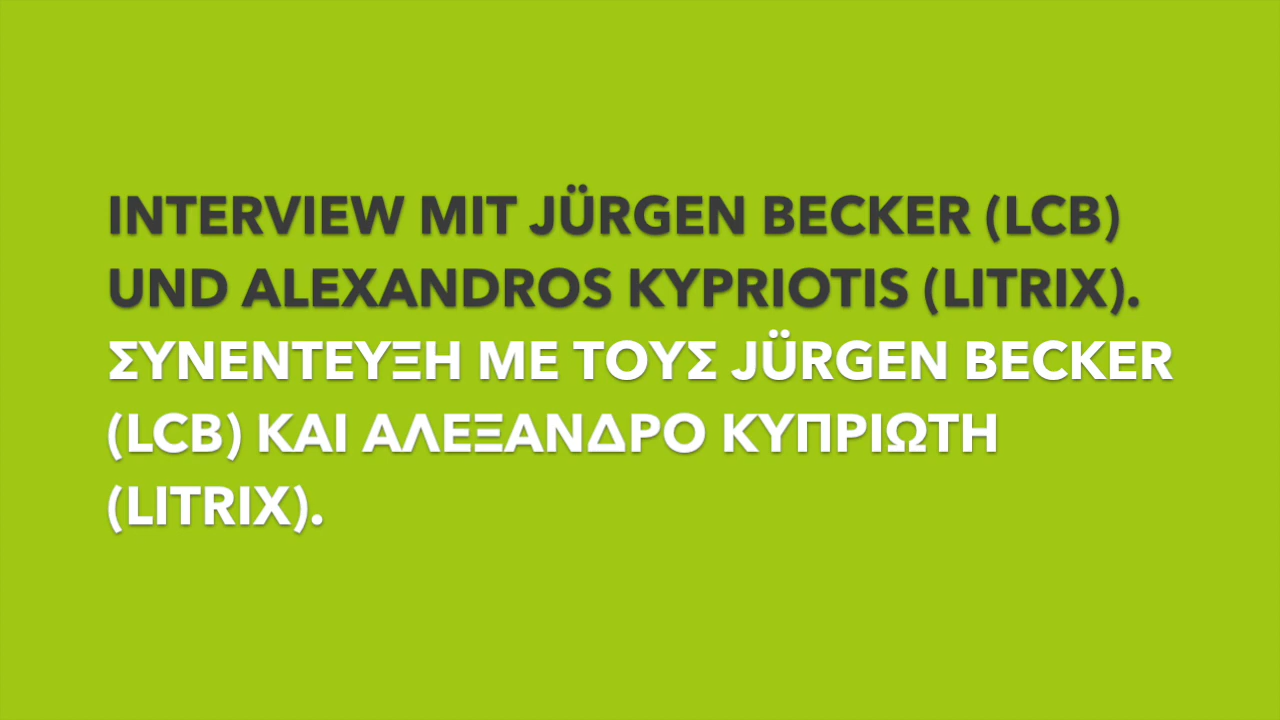 INTERVIEW MIT JÜRGEN BECKER (LCB)
UND ALEXANDROS KYPRIOTIS (LITRIX).
ΣΥΝΕΝΤΕΥΞΗ ΜΕ ΤΟΥΣ JÜRGEN BECKER
(LCB) ΚΑΙ ΑΛΕΞΑΝΔΡΟ ΚΥΠΡΙΩΤΗ
(LITRIX).